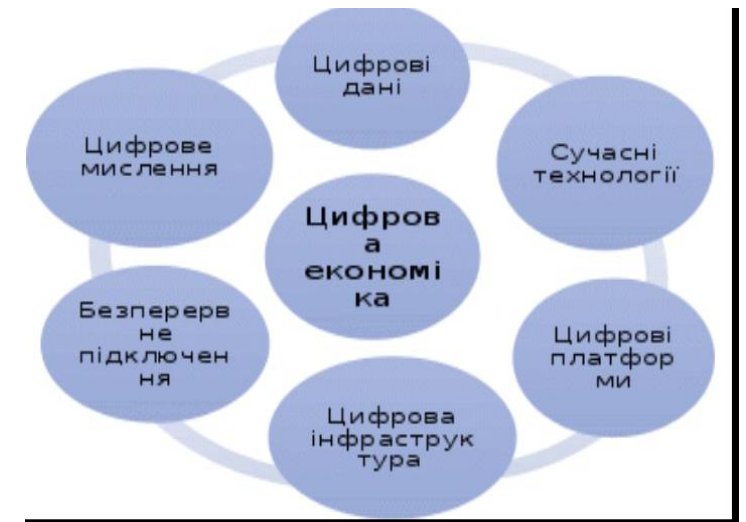 Цифрові
дані
Сучасні
технології
Цифрові
платфор
ми
Цифрова
інфраструк
тура
Безперерв
не
підключен
ня
Цифрове
мислення
Цифров
а
економі
ка